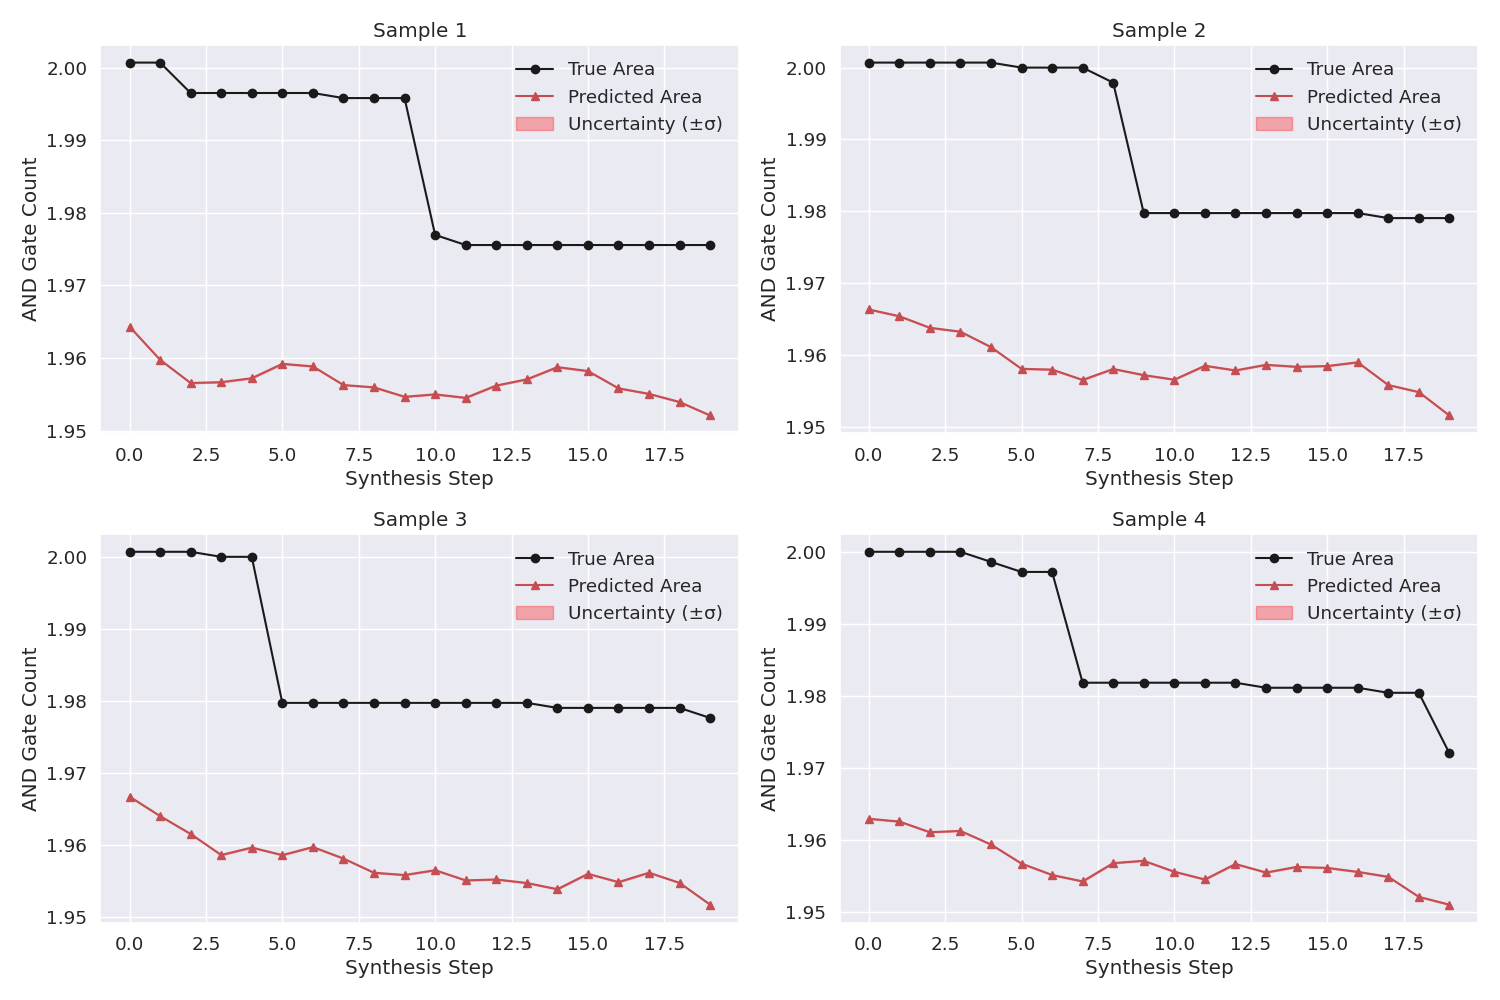 Sample 1
2.00
1.99
1.98
1.97
1.96
1.95
AND Gate Count
True Area
Predicted Area
Uncertainty (±σ)
0.0 2.5 5.0 7.5 10.0 12.5 15.0 17.5
Synthesis Step
Sample 2
2.00
1.99
1.98
1.97
1.96
1.95
AND Gate Count
True Area
Predicted Area
Uncertainty (±σ)
0.0 2.5 5.0 7.5 10.0 12.5 15.0 17.5
Synthesis Step
Sample 3
2.00
1.99
1.98
1.97
1.96
1.95
AND Gate Count
True Area
Predicted Area
Uncertainty (±σ)
0.0 2.5 5.0 7.5 10.0 12.5 15.0 17.5
Synthesis Step
Sample 4
2.00
1.99
1.98
1.97
1.96
1.95
AND Gate Count
True Area
Predicted Area
Uncertainty (±σ)
0.0 2.5 5.0 7.5 10.0 12.5 15.0 17.5
Synthesis Step